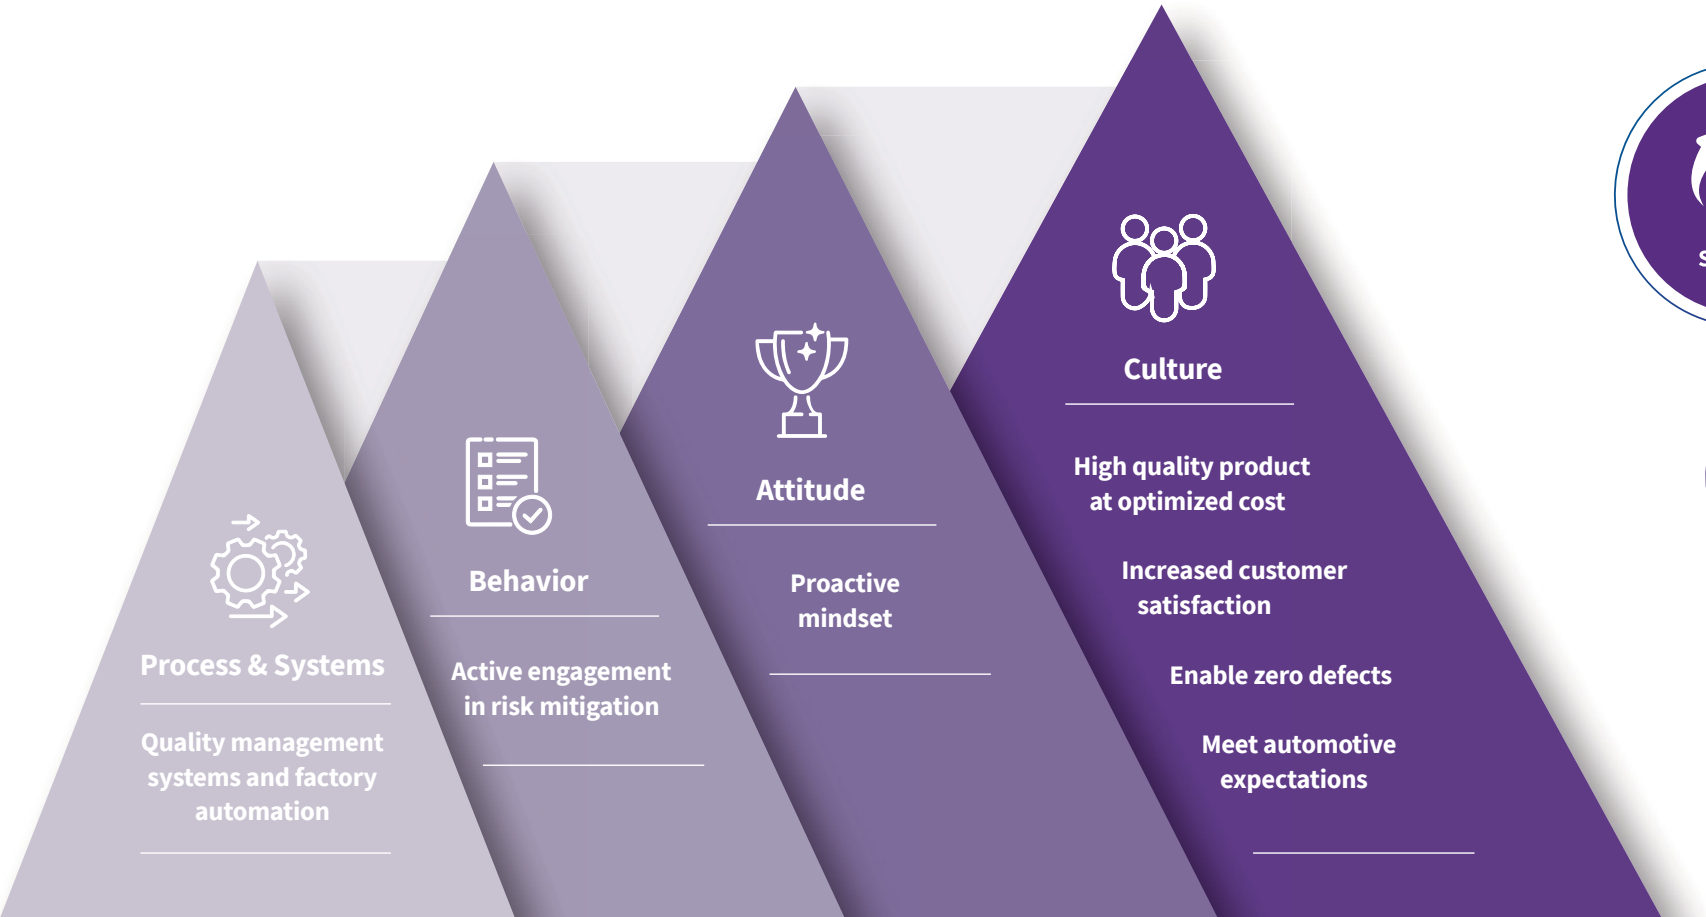 Process & Systems
Quality management
systems and factory
automation
Behavior
Active engagement
in risk mitigation
Attitude
Proactive
mindset
Culture
High quality product
at optimized cost
Increased customer
satisfaction
Enable zero defects
Meet automotive
expectations